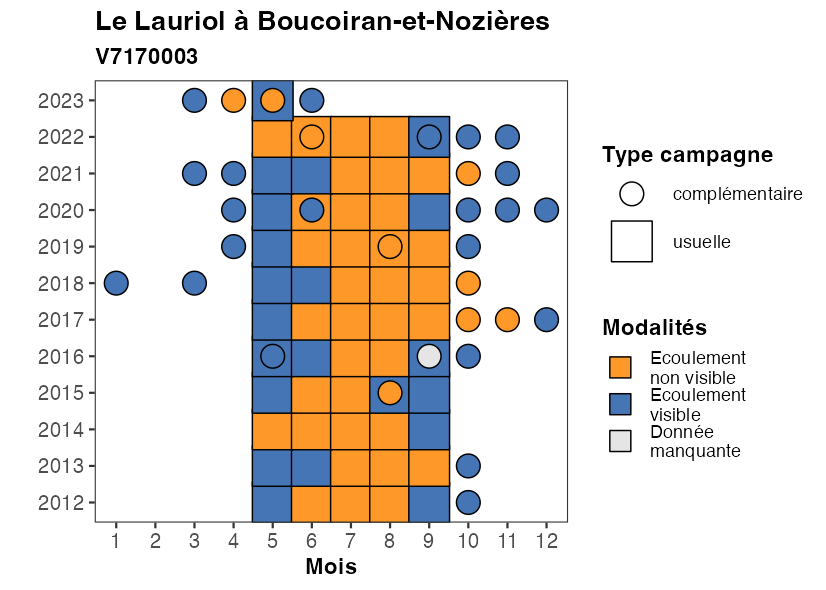 Le Lauriol à Boucoiran-et-Nozières
V7170003
2023
2022
2021
2020
2019
2018
2017
2016
2015
2014
2013
2012
1 2 3 4 5 6 7 8 9 10 11 12
Mois
Type campagne
complémentaire
usuelle
Modalités
Ecoulement
non visible
Ecoulement
visible
Donnée
manquante